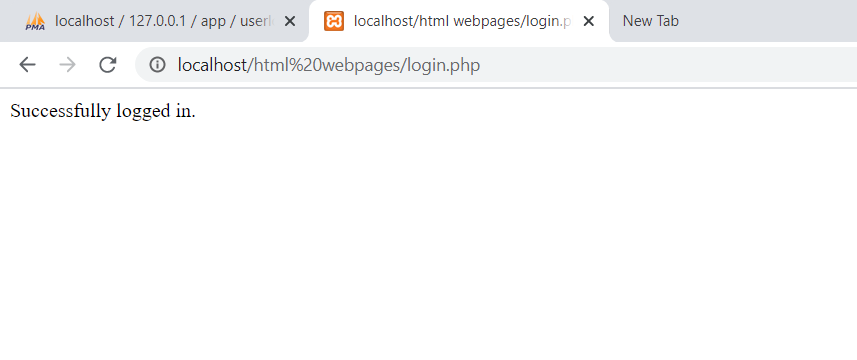 PMA localhost / 127.0.0.1 / app / userl
localhost/html webpages/login.p
New Tab
localhost/html%20webpages/login.php
Successfully logged in.